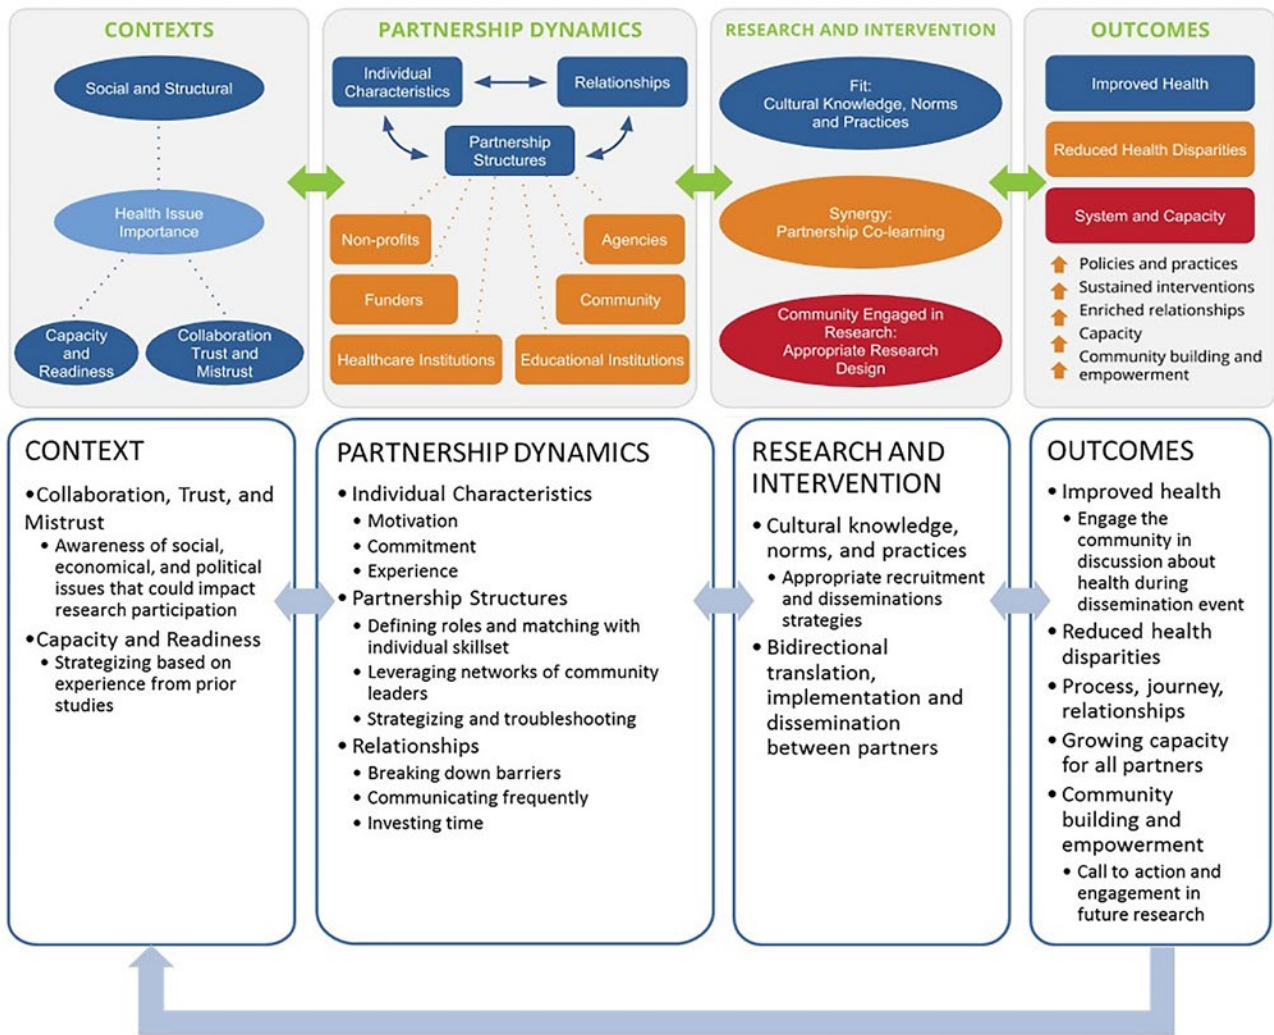 CONTEXTS
Social and Structural
Health Issue
Importance
Capacity
and
Readiness
Collaboration
Trust and
Mistrust
PARTNERSHIP DYNAMICS
Individual
Characteristics
Relationships
Partnership
Structures
Non-profits
Agencies
Funders
Community
Healthcare Institutions
Educational Institutions
RESEARCH AND INTERVENTION
Fit:
Cultural Knowledge, Norms
and Practices
Synergy:
Partnership Co-learning
Community Engaged in
Research:
Appropriate Research
Design
OUTCOMES
Improved Health
Reduced Health Disparities
System and Capacity
Policies and practices
Sustained interventions
Enriched relationships
Capacity
Community building and
empowerment
CONTEXT
•Collaboration, Trust, and
Mistrust
• Awareness of social,
economical, and political
issues that could impact
research participation
•Capacity and Readiness
• Strategizing based on
experience from prior
studies
PARTNERSHIP DYNAMICS
• Individual Characteristics
• Motivation
• Commitment
• Experience
• Partnership Structures
• Defining roles and matching with
individual skillset
• Leveraging networks of community
leaders
• Strategizing and troubleshooting
• Relationships
• Breaking down barriers
• Communicating frequently
• Investing time
RESEARCH AND
INTERVENTION
• Cultural knowledge,
norms, and practices
• Appropriate recruitment
and disseminations
strategies
• Bidirectional
translation,
implementation and
dissemination
between partners
OUTCOMES
• Improved health
• Engage the
community in
discussion about
health during
dissemination event
• Reduced health
disparities
• Process, journey,
relationships
• Growing capacity
for all partners
• Community
building and
empowerment
• Call to action and
engagement in
future research